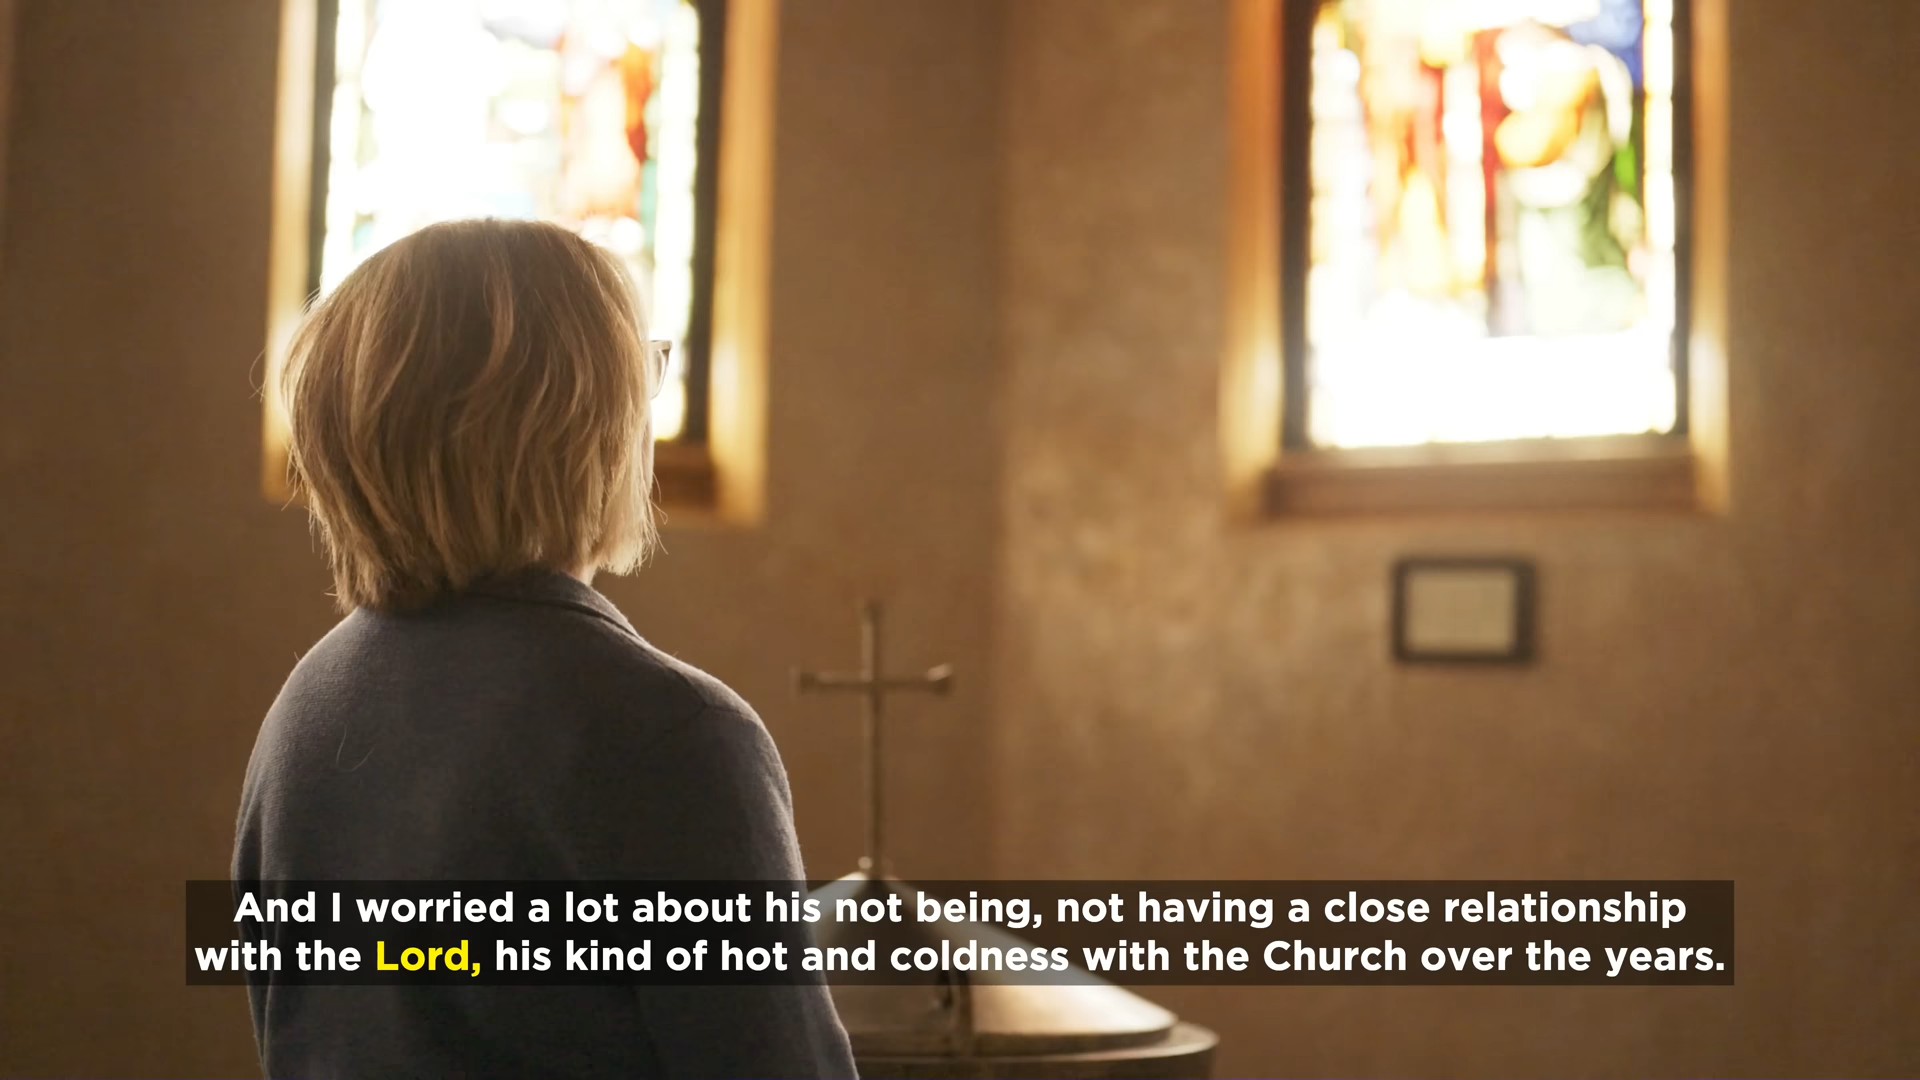 And I worried a lot about his not being, not having a close relationship
with the Lord, his kind of hot and coldness with the Church over the years.